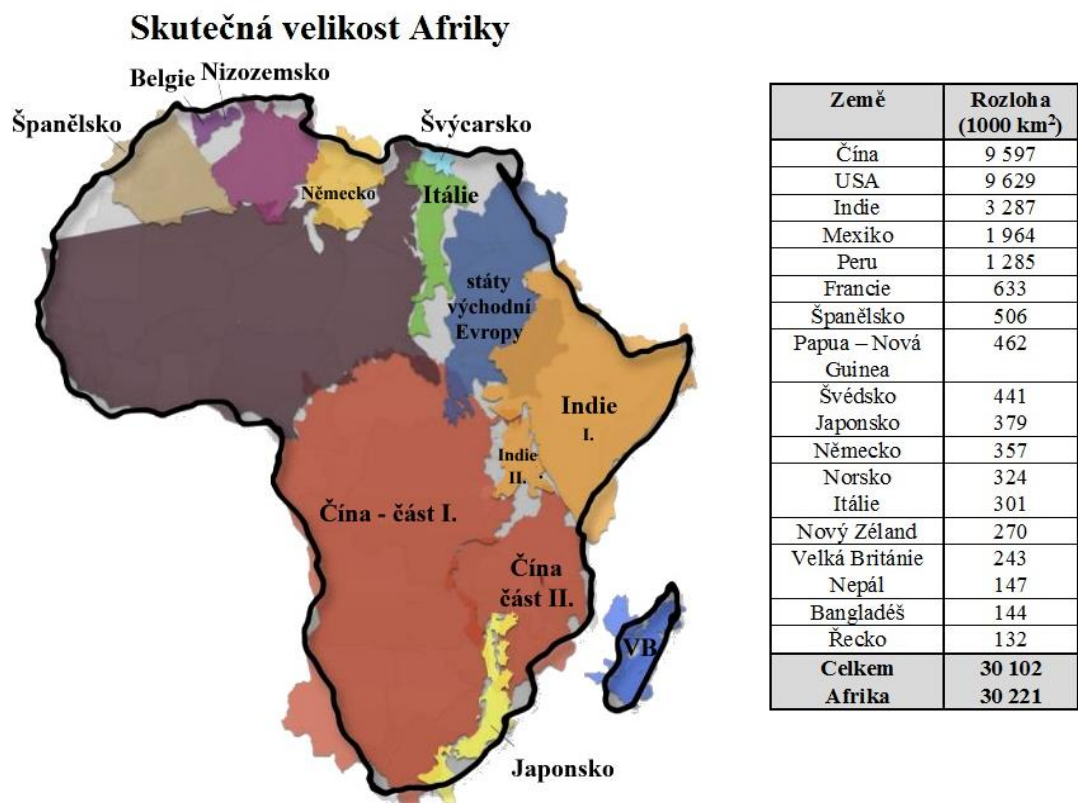 Skutečná velikost Afriky
Belgie
Nizozemsko
Španělsko
Švýcarsko
Německo
Itálie
státy
východní
Evropy
Indie
I.
Indie
II.
Čína - část I.
Čína
část II.
VB
Japonsko
Země Rozloha
(1000 km²)
Čína 9 597
USA 9 629
Indie 3 287
Mexiko 1 964
Peru 1 285
Francie 633
Španělsko 506
Papua – Nová 462
Guinea
Švédsko 441
Japonsko 379
Německo 357
Norsko 324
Itálie 301
Nový Zéland 270
Velká Británie 243
Nepál 147
Bangladéš 144
Řecko 132
Celkem 30 102
Afrika 30 221